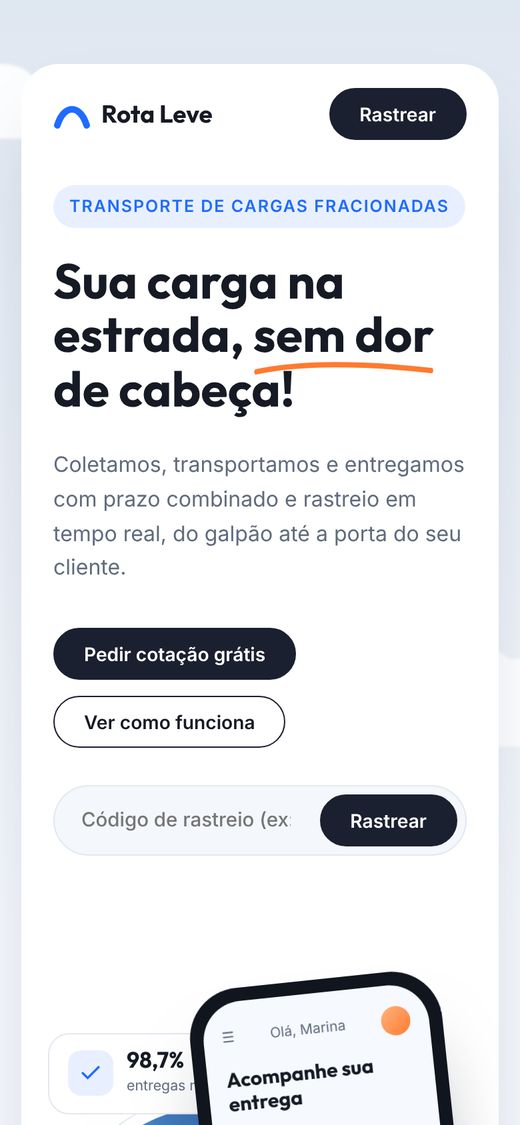 Rota Leve
Rastrear
TRANSPORTE DE CARGAS FRACIONADAS
Sua carga na
estrada, sem dor
de cabeça!
Coletamos, transportamos e entregamos
com prazo combinado e rastreio em
tempo real, do galpão até a porta do seu
cliente.
Pedir cotação grátis
Ver como funciona
Código de rastreio (ex:
Rastrear
Olá, Marina
98,7%
entregas
Acompanhe sua
entrega